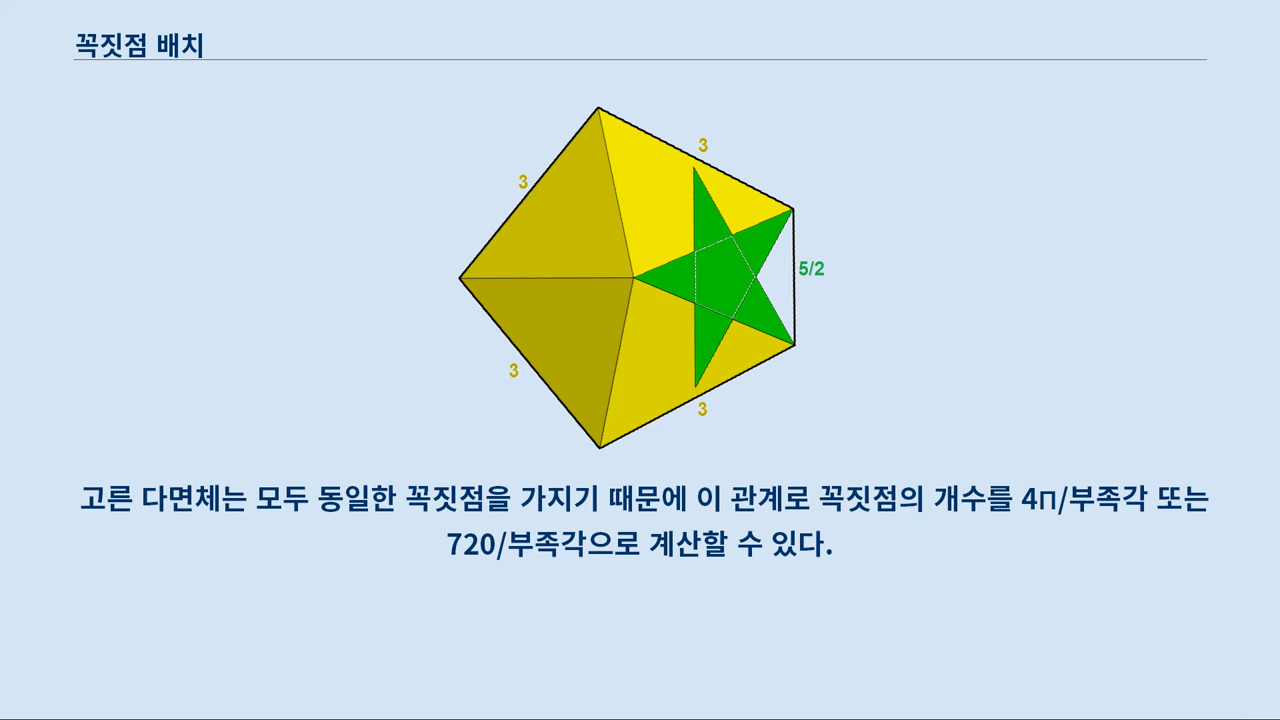 꼭짓점 배치
3
3
5/2
3
3
고른 다면체는 모두 동일한 꼭짓점을 가지기 때문에 이 관계로 꼭짓점의 개수를 4π/부족각 또는
720/부족각으로 계산할 수 있다.